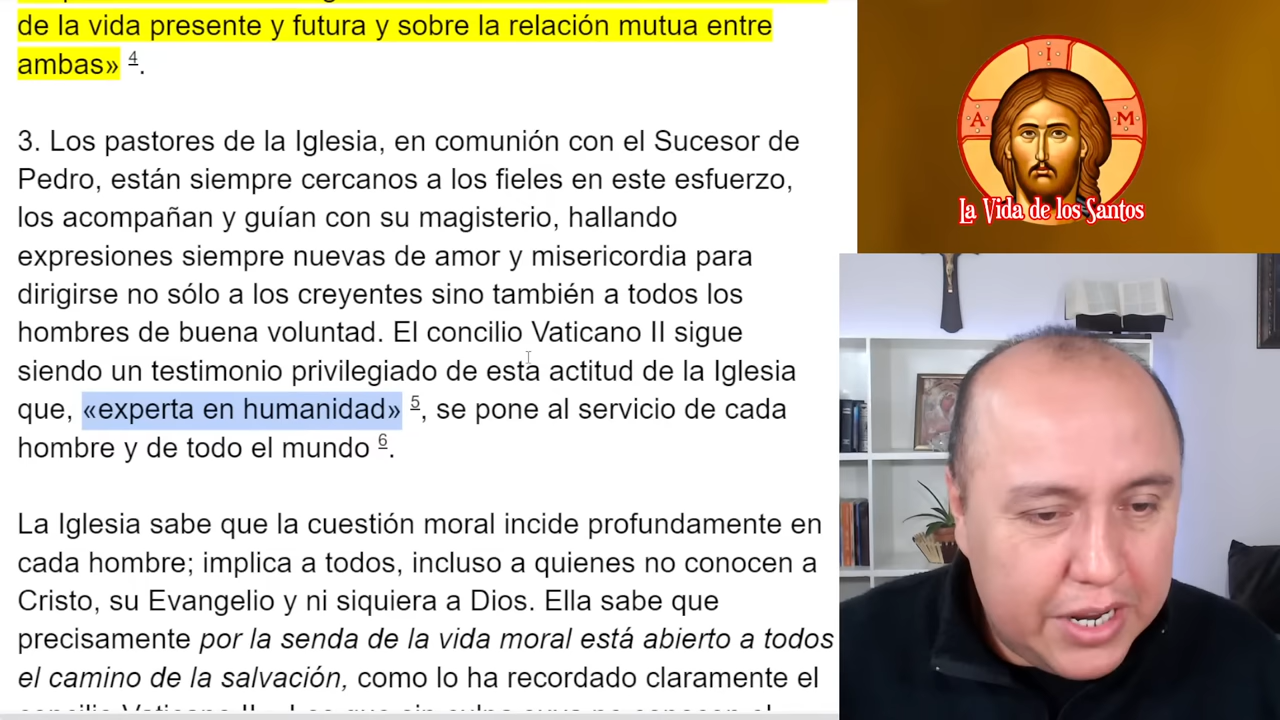 de la vida presente y futura y sobre la relación mutua entre
ambas» 4.
3. Los pastores de la Iglesia, en comunión con el Sucesor de
Pedro, están siempre cercanos a los fieles en este esfuerzo,
los acompañan y guían con su magisterio, hallando
expresiones siempre nuevas de amor y misericordia para
dirigirse no sólo a los creyentes sino también a todos los
hombres de buena voluntad. El concilio Vaticano II sigue
siendo un testimonio privilegiado de esta actitud de la Iglesia
que, «experta en humanidad» 5, se pone al servicio de cada
hombre y de todo el mundo 6.
La Iglesia sabe que la cuestión moral incide profundamente en
cada hombre; implica a todos, incluso a quienes no conocen a
Cristo, su Evangelio y ni siquiera a Dios. Ella sabe que
precisamente por la senda de la vida moral está abierto a todos
el camino de la salvación, como lo ha recordado claramente el
I
A
M
La Vida de los Santos